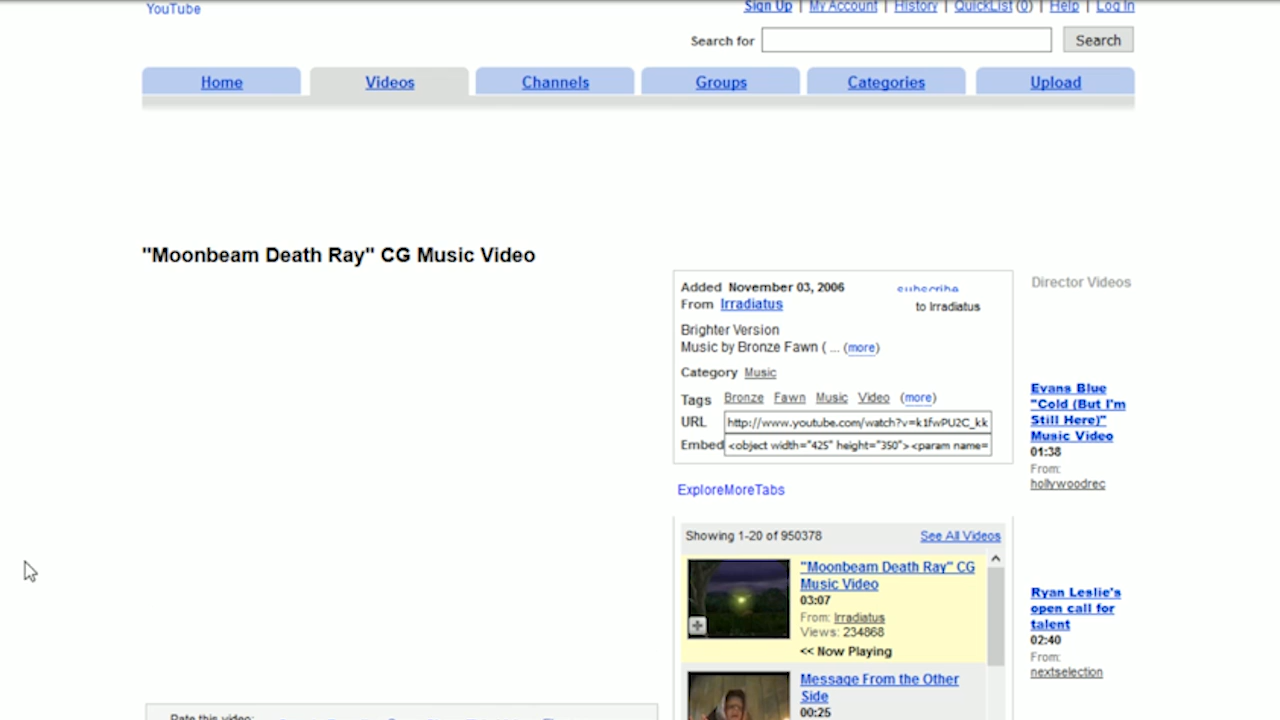 YouTube
Sign Up | My Account | History | QuickList (0) | Help | Log In
Search for
Search
Home
Videos
Channels
Groups
Categories
Upload
"Moonbeam Death Ray" CG Music Video
Added November 03, 2006
subscribe
From Irradiatus
to Irradiatus
Brighter Version
Music by Bronze Fawn ( ... (more)
Category Music
Tags Bronze Fawn Music Video (more)
URL http://www.youtube.com/watch?v=k1fwPU2C_kk
Embed <object width="425" height="350"><param name=
ExploreMoreTabs
Showing 1-20 of 950378
See All Videos
"Moonbeam Death Ray" CG
Music Video
03:07
From: Irradiatus
Views: 234868
<< Now Playing
Message From the Other
Side
00:25
Director Videos
Evans Blue
"Cold (But I'm
Still Here)"
Music Video
01:38
From:
hollywoodrec
Ryan Leslie's
open call for
talent
02:40
From:
nextselection
Rate this video: